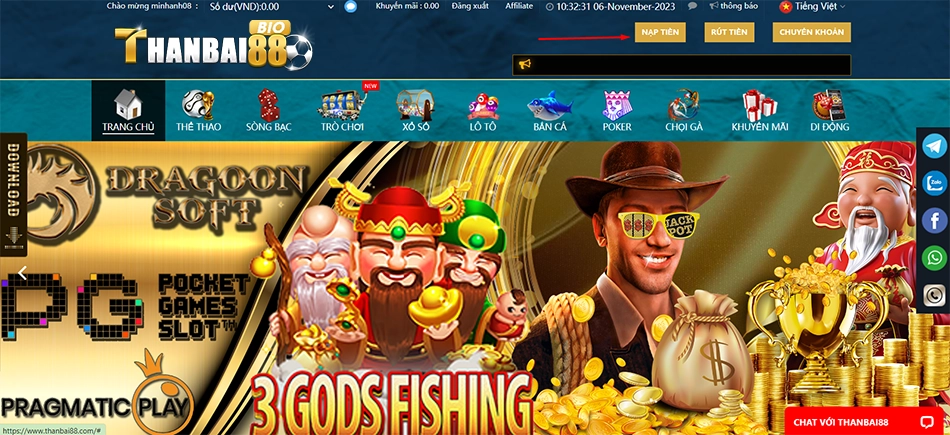 Chào mừng minhanh08 :
Số dư(VND):0.00
Khuyến mãi : 0.00
Đăng xuất
Affiliate
10:32:31 06-November-2023
thông báo
Tiếng Việt
THANBAI88
BIO
NẠP TIỀN
RÚT TIỀN
CHUYỂN KHOẢN
TRANG CHỦ
THỂ THAO
SÒNG BẠC
NEW
TRÒ CHƠI
XỔ SỐ
LÔ TÔ
BẮN CÁ
POKER
CHỌI GÀ
KHUYẾN MÃI
DI ĐỘNG
DOWNLOAD
DRAGOON
SOFT
PG
POCKET
GAMES
SLOT™
PRAGMATIC PLAY
3 GODS FISHING
JACK
POT
$
Zalo
https://www.thanbai88.com/#
CHAT VỚI THANBAI88